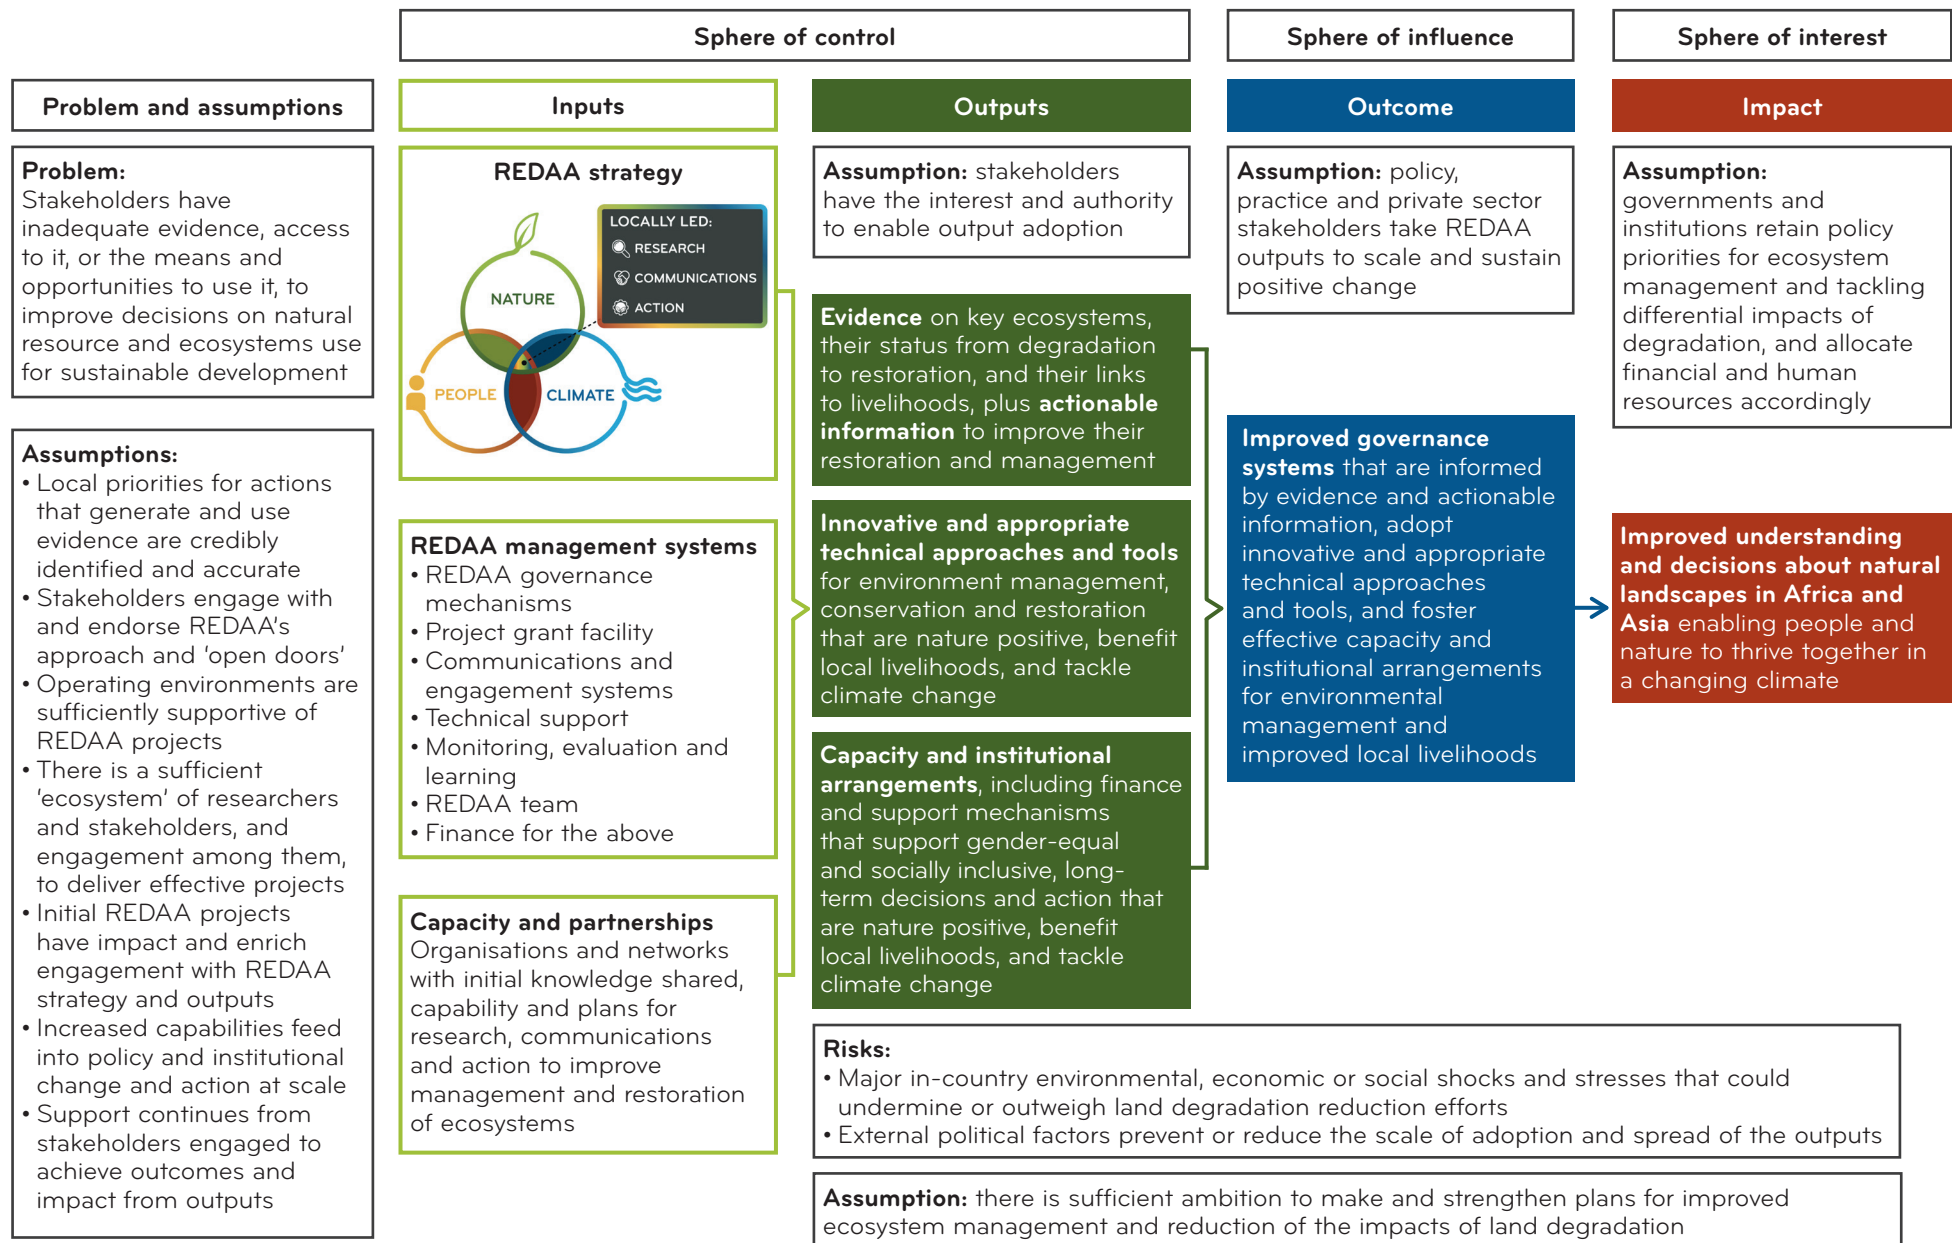 Sphere of control
Sphere of influence
Sphere of interest
Problem and assumptions
Inputs
Outputs
Outcome
Impact
Problem:
Stakeholders have
inadequate evidence, access
to it, or the means and
opportunities to use it, to
improve decisions on natural
resource and ecosystems use
for sustainable development
Assumptions:
• Local priorities for actions
that generate and use
evidence are credibly
identified and accurate
• Stakeholders engage with
and endorse REDAA’s
approach and ‘open doors’
• Operating environments are
sufficiently supportive of
REDAA projects
• There is a sufficient
‘ecosystem’ of researchers
and stakeholders, and
engagement among them,
to deliver effective projects
• Initial REDAA projects
have impact and enrich
engagement with REDAA
strategy and outputs
• Increased capabilities feed
into policy and institutional
change and action at scale
• Support continues from
stakeholders engaged to
achieve outcomes and
impact from outputs
REDAA strategy
LOCALLY LED:
RESEARCH
COMMUNICATIONS
ACTION
NATURE
PEOPLE
CLIMATE
REDAA management systems
• REDAA governance
mechanisms
• Project grant facility
• Communications and
engagement systems
• Technical support
• Monitoring, evaluation and
learning
• REDAA team
• Finance for the above
Capacity and partnerships
Organisations and networks
with initial knowledge shared,
capability and plans for
research, communications
and action to improve
management and restoration
of ecosystems
Assumption: stakeholders
have the interest and authority
to enable output adoption
Evidence on key ecosystems,
their status from degradation
to restoration, and their links
to livelihoods, plus actionable
information to improve their
restoration and management
Innovative and appropriate
technical approaches and tools
for environment management,
conservation and restoration
that are nature positive, benefit
local livelihoods, and tackle
climate change
Capacity and institutional
arrangements, including finance
and support mechanisms
that support gender-equal
and socially inclusive, long-
term decisions and action that
are nature positive, benefit
local livelihoods, and tackle
climate change
Assumption: policy,
practice and private sector
stakeholders take REDAA
outputs to scale and sustain
positive change
Improved governance
systems that are informed
by evidence and actionable
information, adopt
innovative and appropriate
technical approaches
and tools, and foster
effective capacity and
institutional arrangements
for environmental
management and
improved local livelihoods
Assumption:
governments and
institutions retain policy
priorities for ecosystem
management and tackling
differential impacts of
degradation, and allocate
financial and human
resources accordingly
Improved understanding
and decisions about natural
landscapes in Africa and
Asia enabling people and
nature to thrive together in
a changing climate
Risks:
• Major in-country environmental, economic or social shocks and stresses that could
undermine or outweigh land degradation reduction efforts
• External political factors prevent or reduce the scale of adoption and spread of the outputs
Assumption: there is sufficient ambition to make and strengthen plans for improved
ecosystem management and reduction of the impacts of land degradation